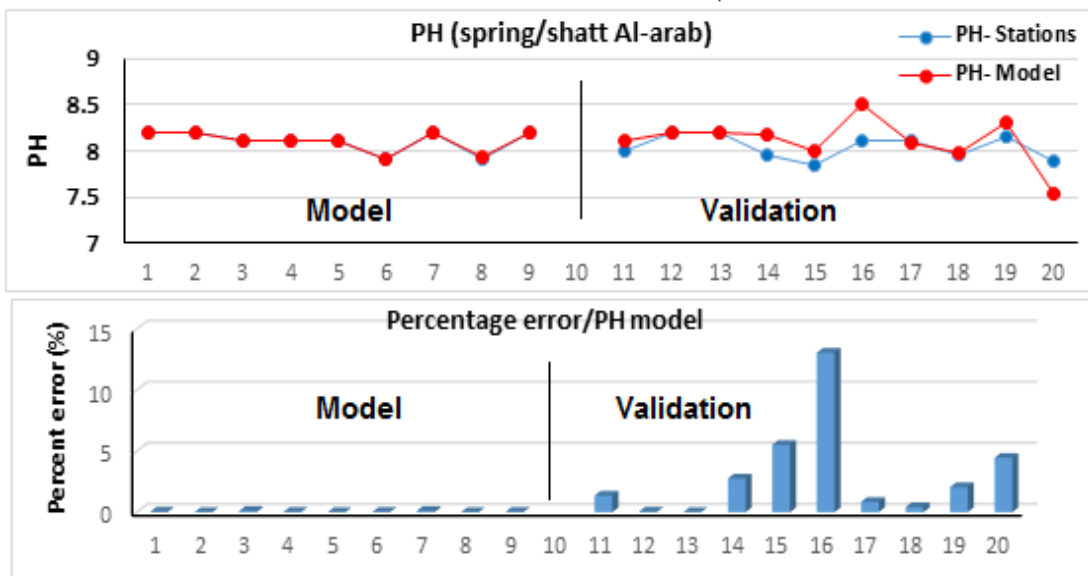 PH (spring/shatt Al-arab)
PH- Stations
PH- Model
9
8.5
8
7.5
7
PH
Model
Validation
1 2 3 4 5 6 7 8 9 10 11 12 13 14 15 16 17 18 19 20
Percentage error/PH model
15
10
5
0
Percent error (%)
Model
Validation
1 2 3 4 5 6 7 8 9 10 11 12 13 14 15 16 17 18 19 20